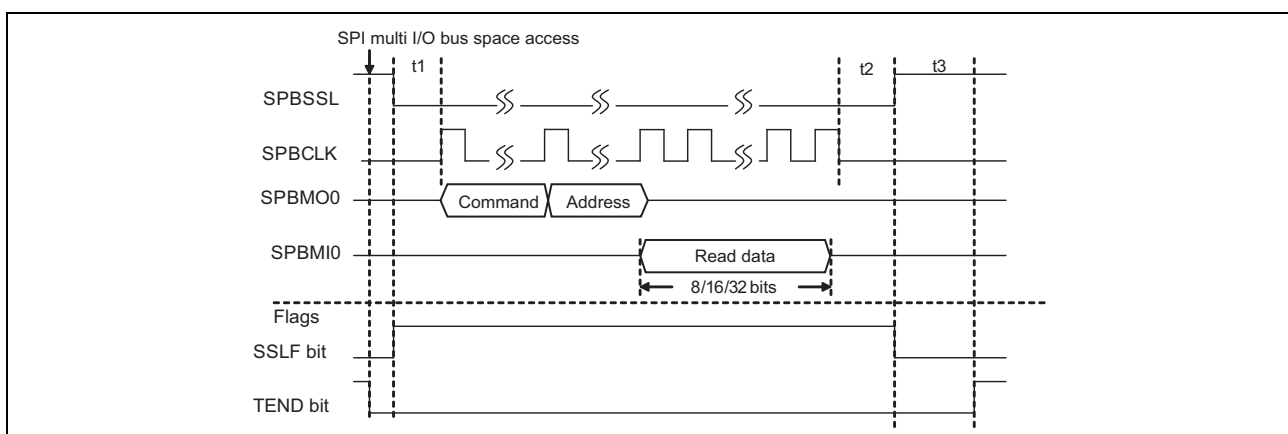 SPI multi I/O bus space access
t1
t2
t3
SPBSSL
SPBCLK
SPBMO0
Command
Address
SPBMI0
Read data
8/16/32 bits
Flags
SSLF bit
TEND bit